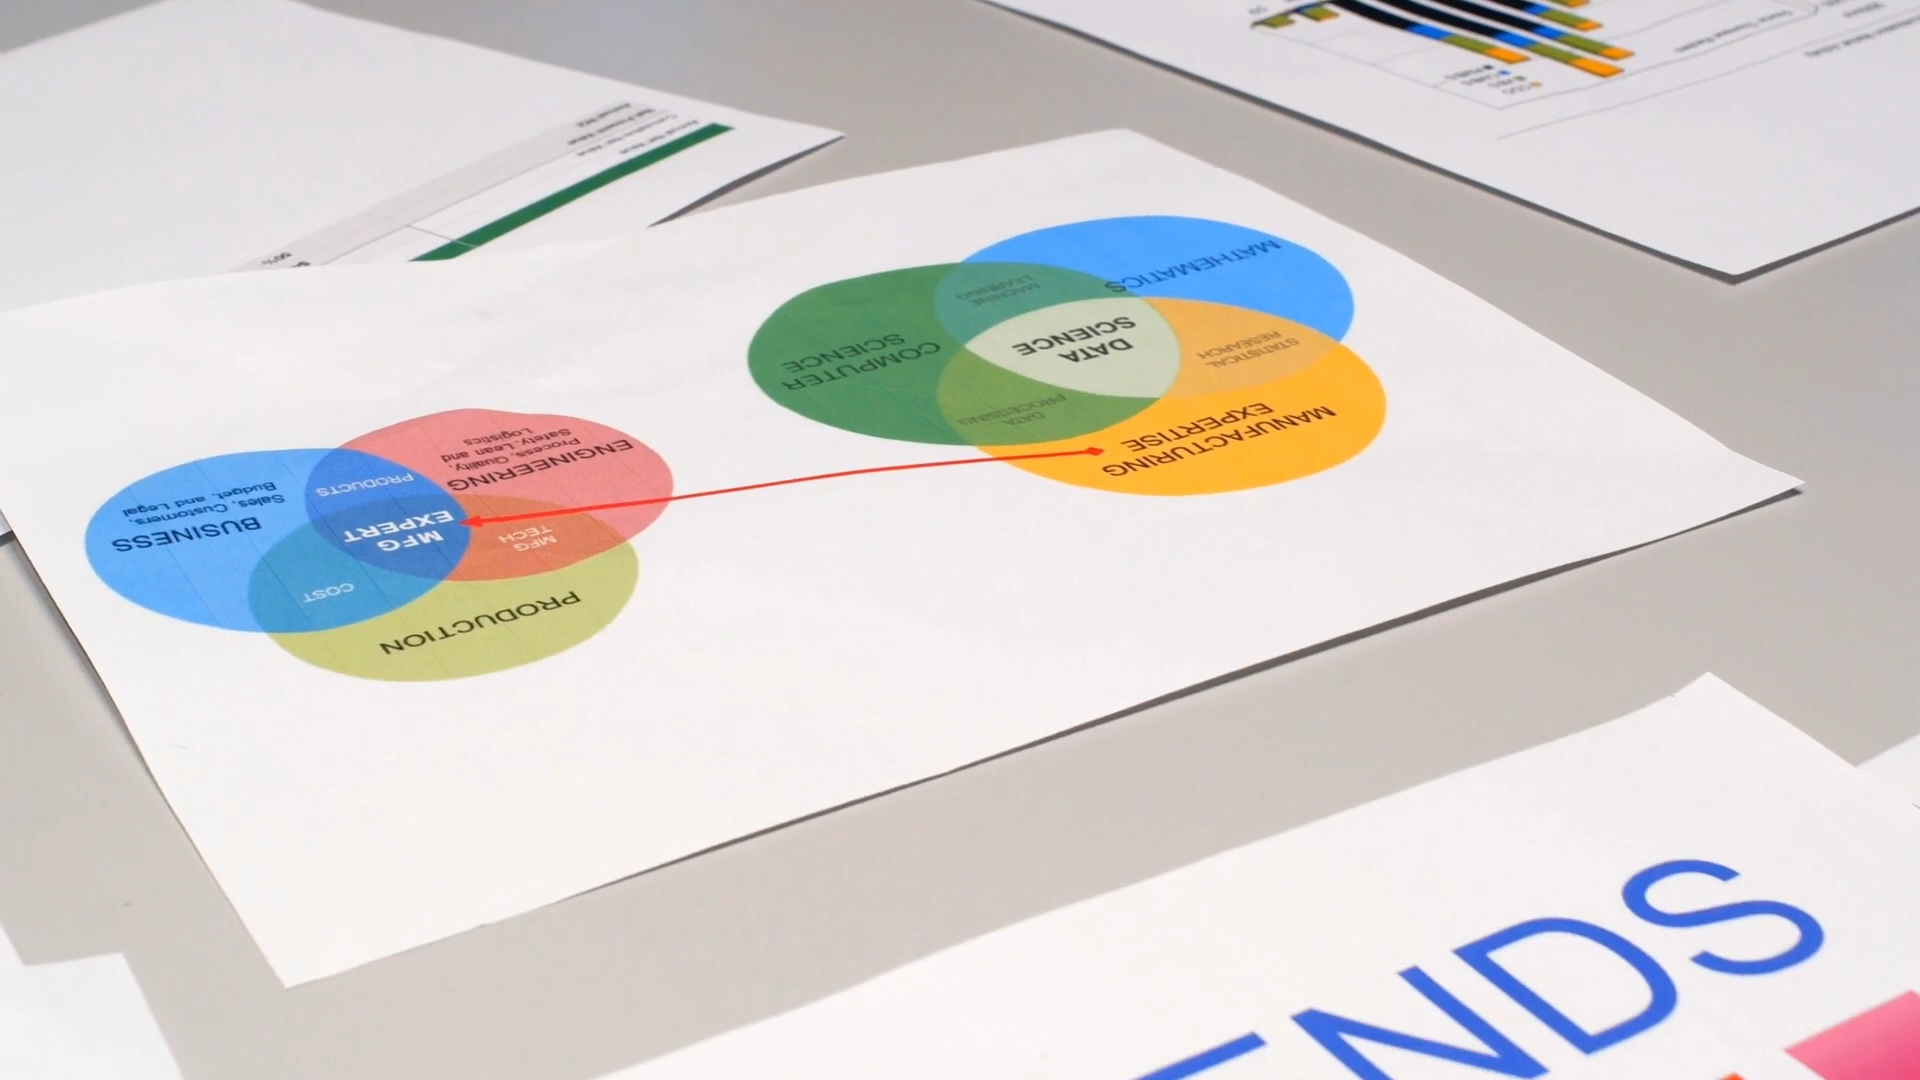 MATHEMATICS
MACHINE
LEARNING
COMPUTER
SCIENCE
DATA
SCIENCE
STATISTICAL
RESEARCH
DATA
PROCESSING
MANUFACTURING
EXPERTISE
ENGINEERING
Process, Quality,
Safety, Lean and
Logistics
PRODUCTS
BUSINESS
Sales, Customers,
Budget, and Legal
MFG
EXPERT
MFG
TECH
COST
PRODUCTION
ENDS